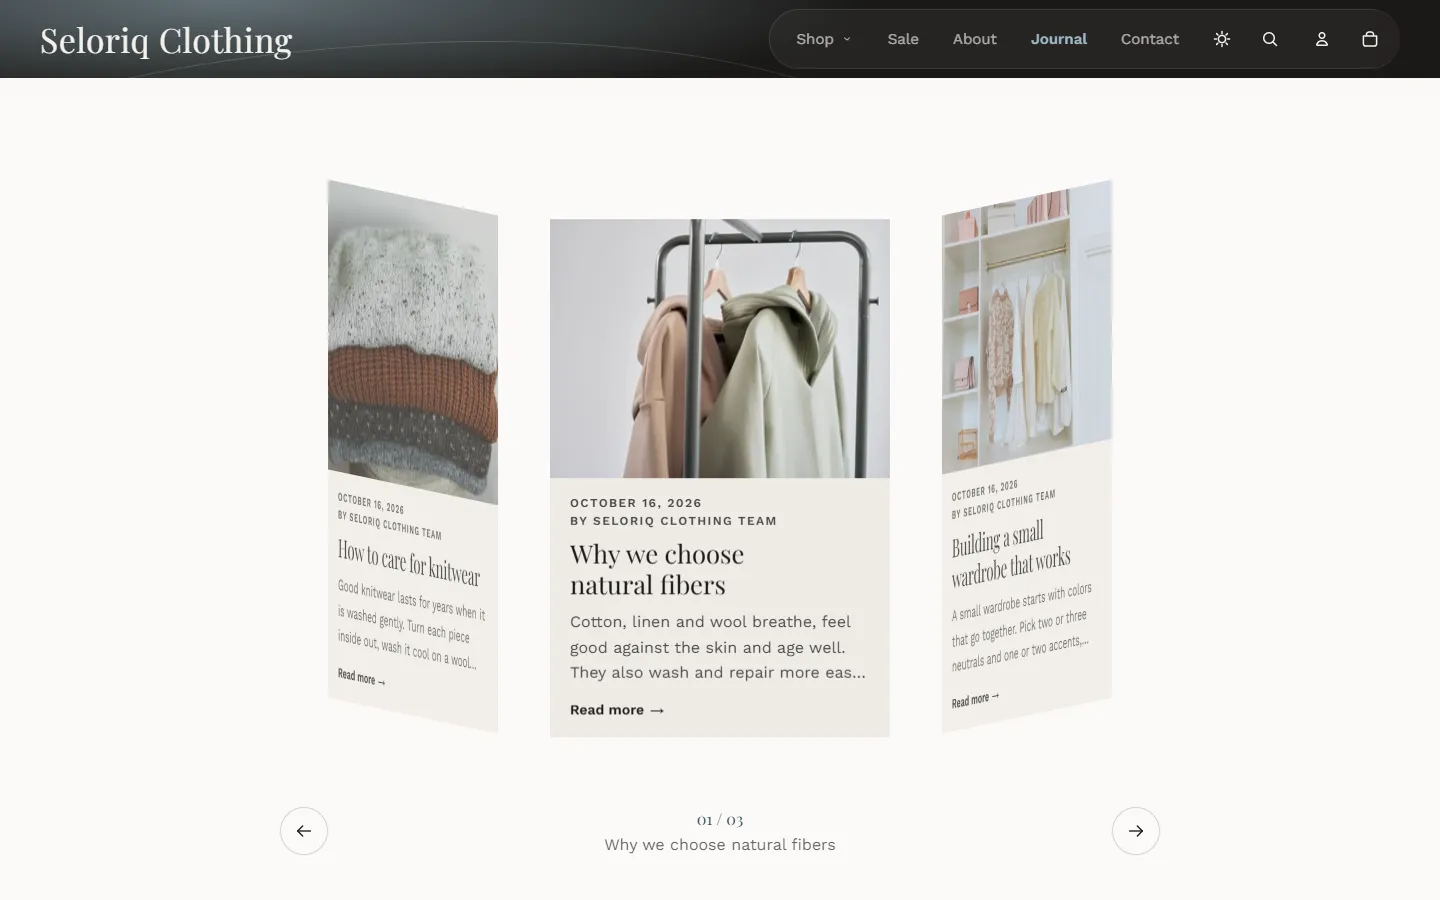 Seloriq Clothing
Shop
Sale
About
Journal
Contact
OCTOBER 16, 2026
BY SELORIQ CLOTHING TEAM
How to care for knitwear
Good knitwear lasts for years when it
is washed gently. Turn each piece
inside out, wash it cool on a wool...
Read more →
OCTOBER 16, 2026
BY SELORIQ CLOTHING TEAM
Why we choose
natural fibers
Cotton, linen and wool breathe, feel
good against the skin and age well.
They also wash and repair more eas...
Read more →
OCTOBER 16, 2026
BY SELORIQ CLOTHING TEAM
Building a small
wardrobe that works
A small wardrobe starts with colors
that go together. Pick two or three
neutrals and one or two accents,...
Read more →
01 / 03
Why we choose natural fibers